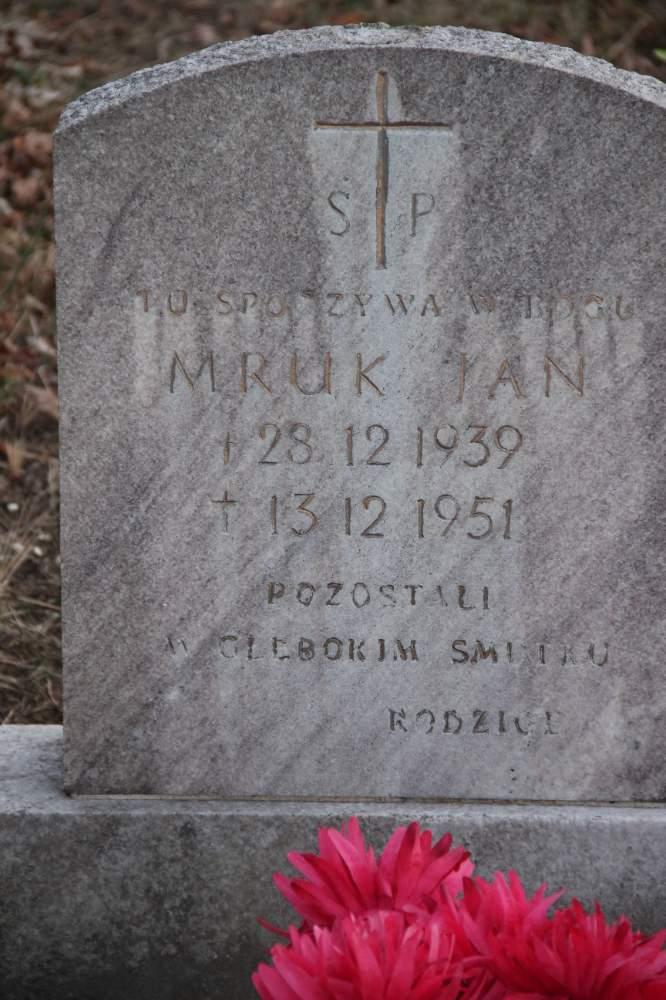 S P
TU SPOCZYWA W BOGU
MRUK JAN
† 28 12 1939
† 13 12 1951
POZOSTALI
W GLEBOKIM SMUTKU
RODZICE